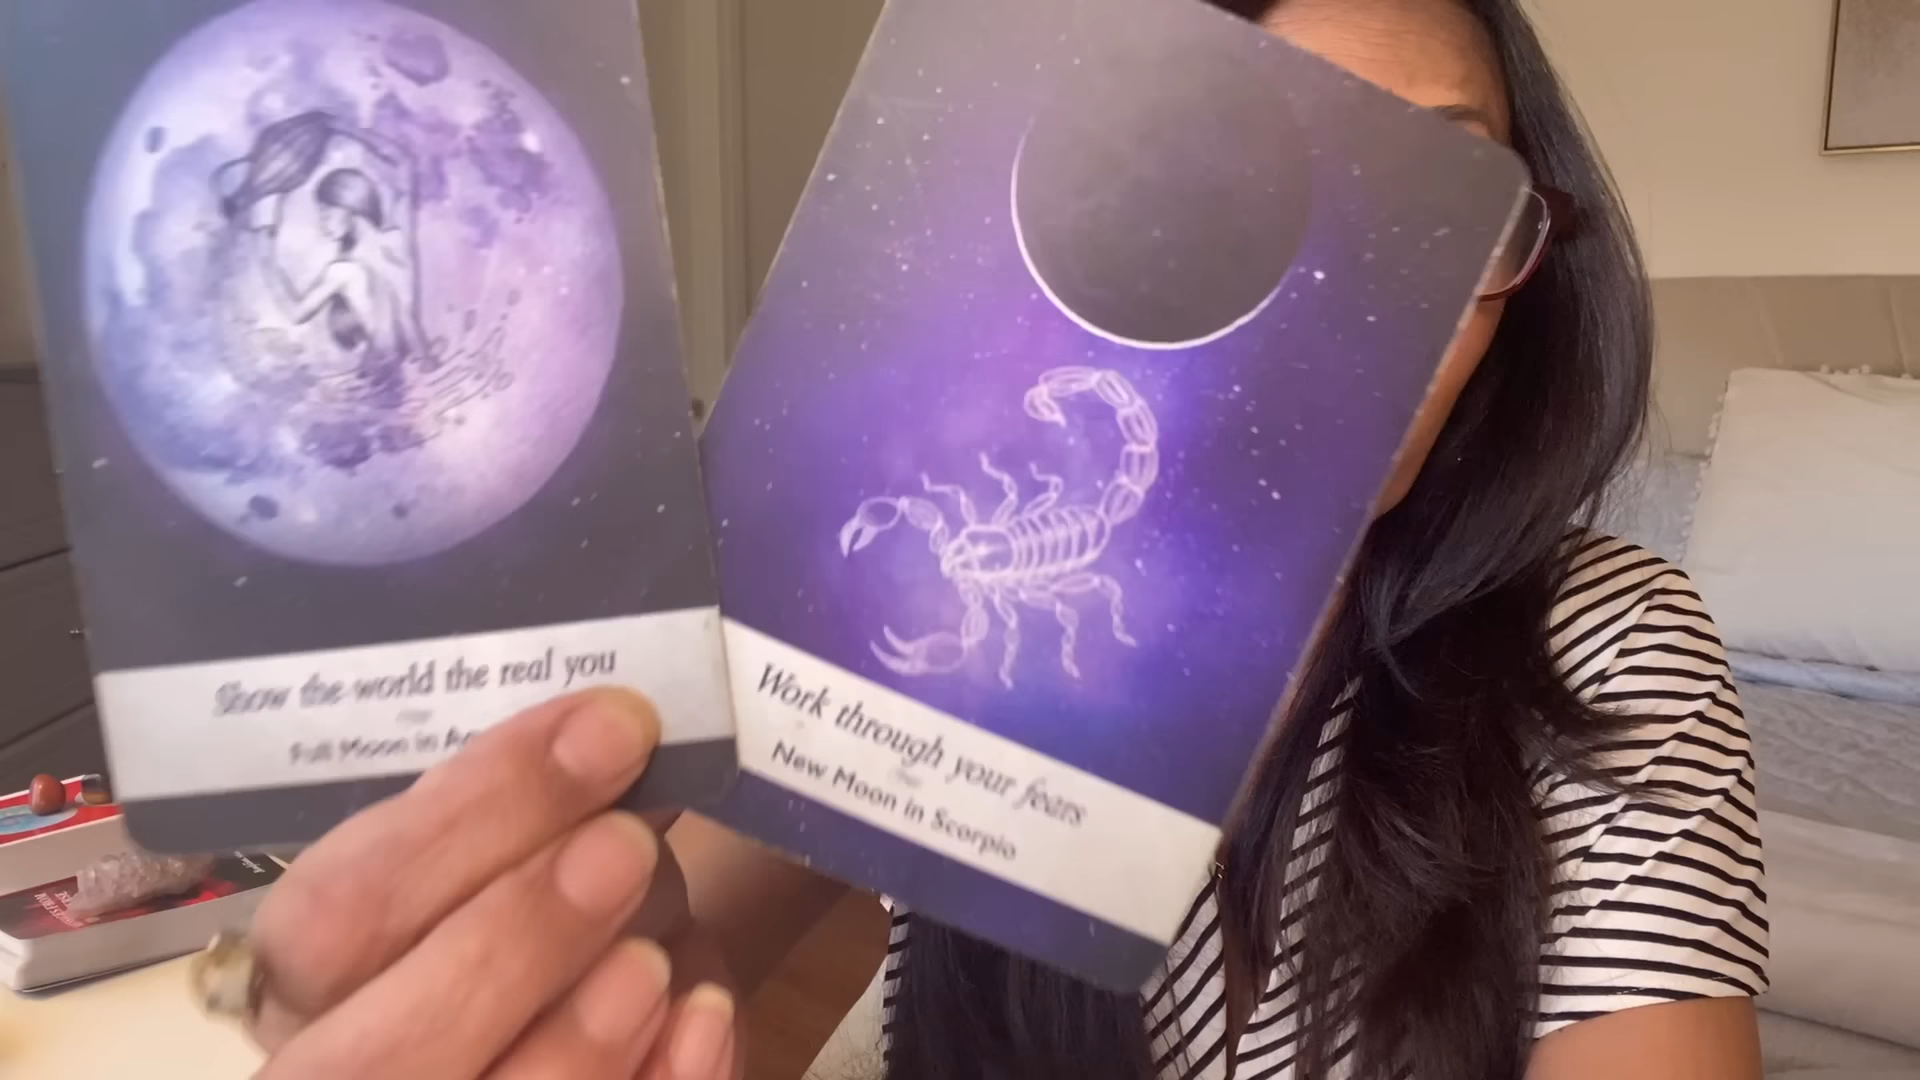 Show the world the real you
Full Moon in
Work through your fears
New Moon in Scorpio